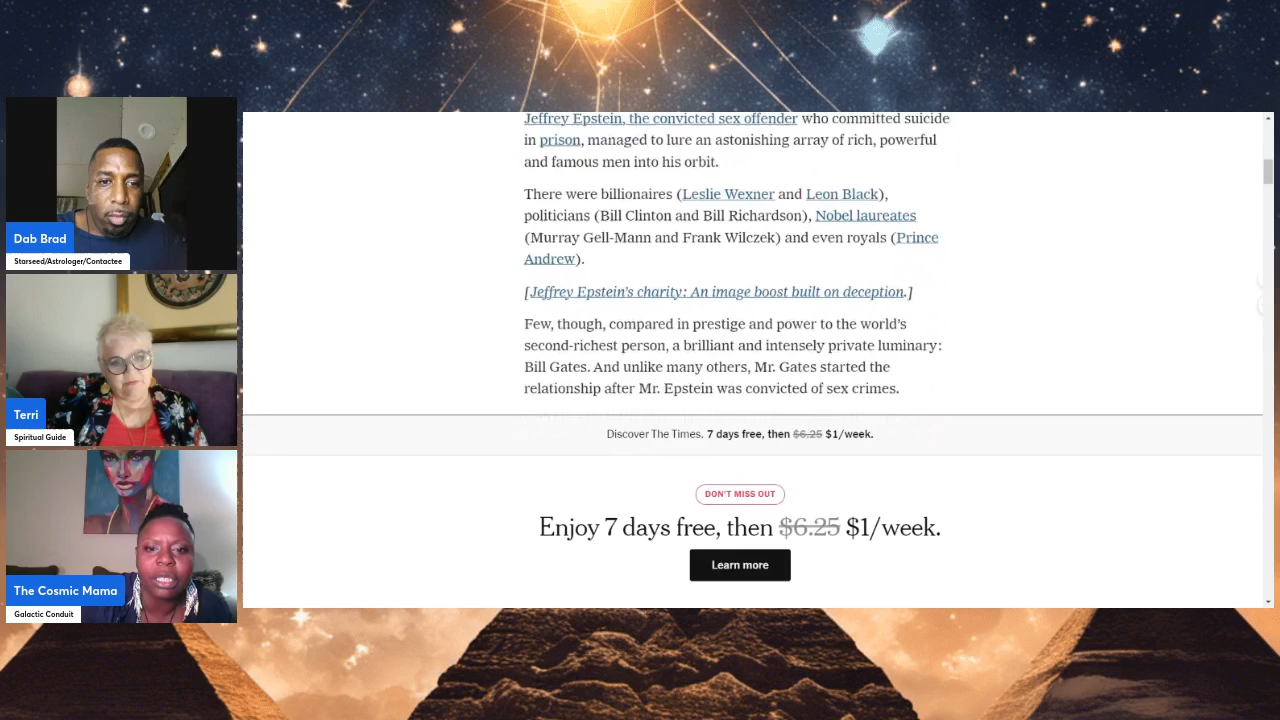 Dab Brad
Starseed/Astrologer/Contactee
Terri
Spiritual Guide
The Cosmic Mama
Galactic Conduit
Jeffrey Epstein, the convicted sex offender who committed suicide
in prison, managed to lure an astonishing array of rich, powerful
and famous men into his orbit.
There were billionaires (Leslie Wexner and Leon Black),
politicians (Bill Clinton and Bill Richardson), Nobel laureates
(Murray Gell-Mann and Frank Wilczek) and even royals (Prince
Andrew).
[Jeffrey Epstein's charity: An image boost built on deception.]
Few, though, compared in prestige and power to the world's
second-richest person, a brilliant and intensely private luminary:
Bill Gates. And unlike many others, Mr. Gates started the
relationship after Mr. Epstein was convicted of sex crimes.
Discover The Times. 7 days free, then $6.25 $1/week.
DON'T MISS OUT
Enjoy 7 days free, then $6.25 $1/week.
Learn more